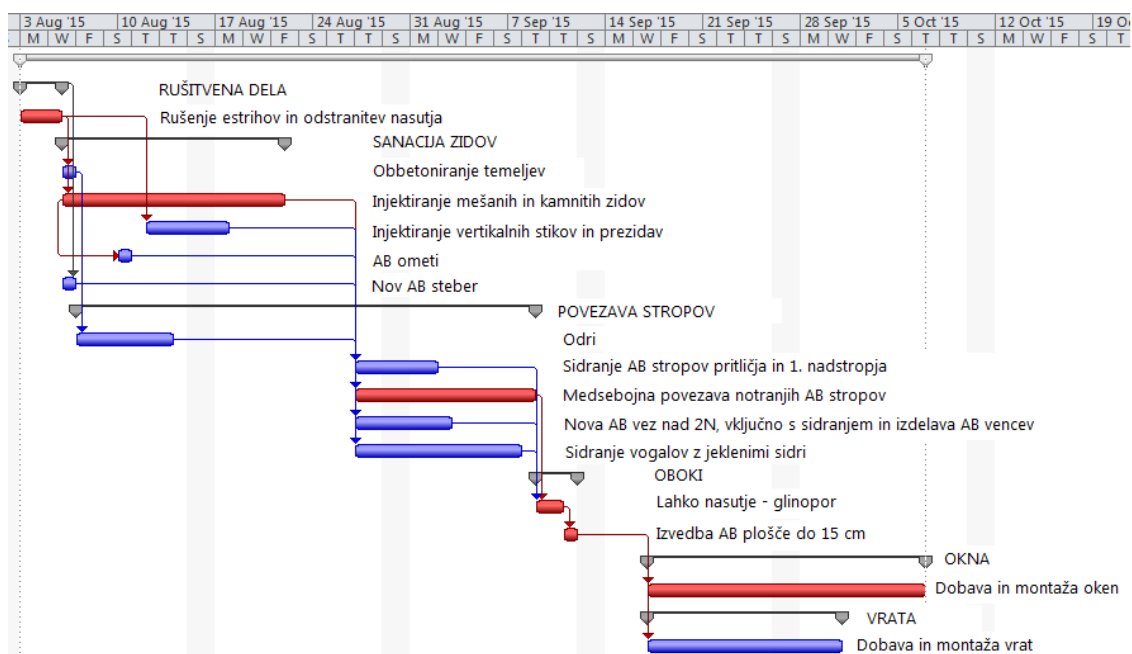 3 Aug '15 10 Aug '15 17 Aug '15 24 Aug '15 31 Aug '15 7 Sep '15 14 Sep '15 21 Sep '15 28 Sep '15 5 Oct '15 12 Oct '15 19 O
S M W F S T T S M W F S T T S M W F S T T S M W F S T T S M W F S T T S M W F S T
RUŠITVENA DELA
Rušenje estrihov in odstranitev nasutja
SANACIJA ZIDOV
Obbetoniranje temeljev
Injektiranje mešanih in kamnitih zidov
Injektiranje vertikalnih stikov in prezidav
AB ometi
Nov AB steber
POVEZAVA STROPOV
Odri
Sidranje AB stropov pritličja in 1. nadstropja
Medsebojna povezava notranjih AB stropov
Nova AB vez nad 2N, vključno s sidranjem in izdelava AB vencev
Sidranje vogalov z jeklenimi sidri
OBOKI
Lahko nasutje - glinopor
Izvedba AB plošče do 15 cm
OKNA
Dobava in montaža oken
VRATA
Dobava in montaža vrat